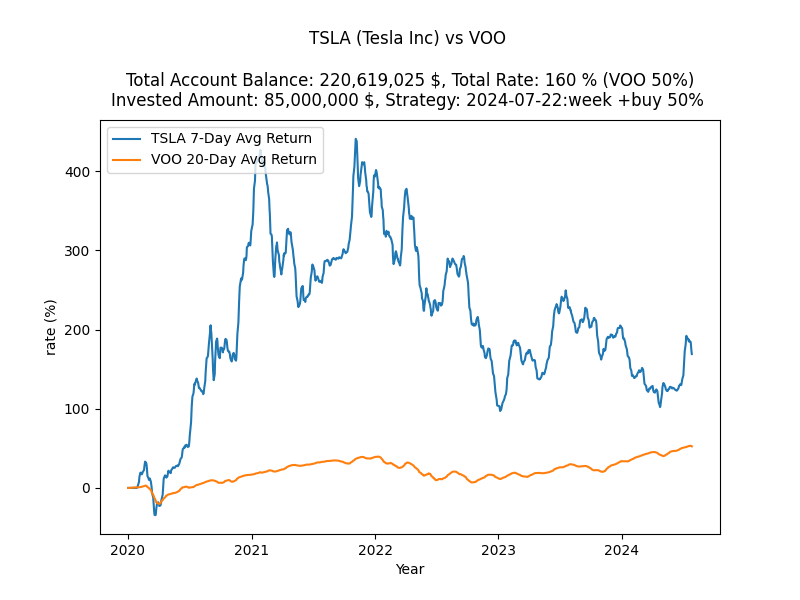 TSLA (Tesla Inc) vs VOO
Total Account Balance: 220,619,025 $, Total Rate: 160 % (VOO 50%)
Invested Amount: 85,000,000 $, Strategy: 2024-07-22:week +buy 50%
TSLA 7-Day Avg Return
VOO 20-Day Avg Return
400
300
200
100
0
rate (%)
2020 2021 2022 2023 2024
Year